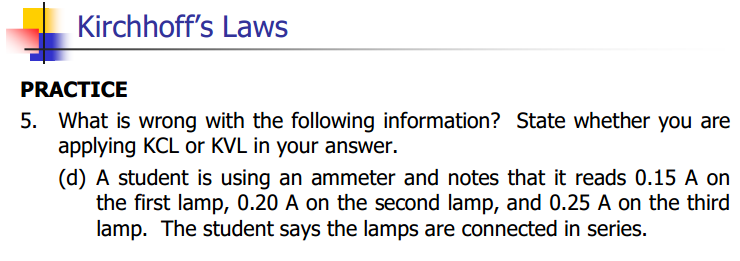 Kirchhoff's Laws
PRACTICE
5. What is wrong with the following information? State whether you are
applying KCL or KVL in your answer.
(d) A student is using an ammeter and notes that it reads 0.15 A on
the first lamp, 0.20 A on the second lamp, and 0.25 A on the third
lamp. The student says the lamps are connected in series.